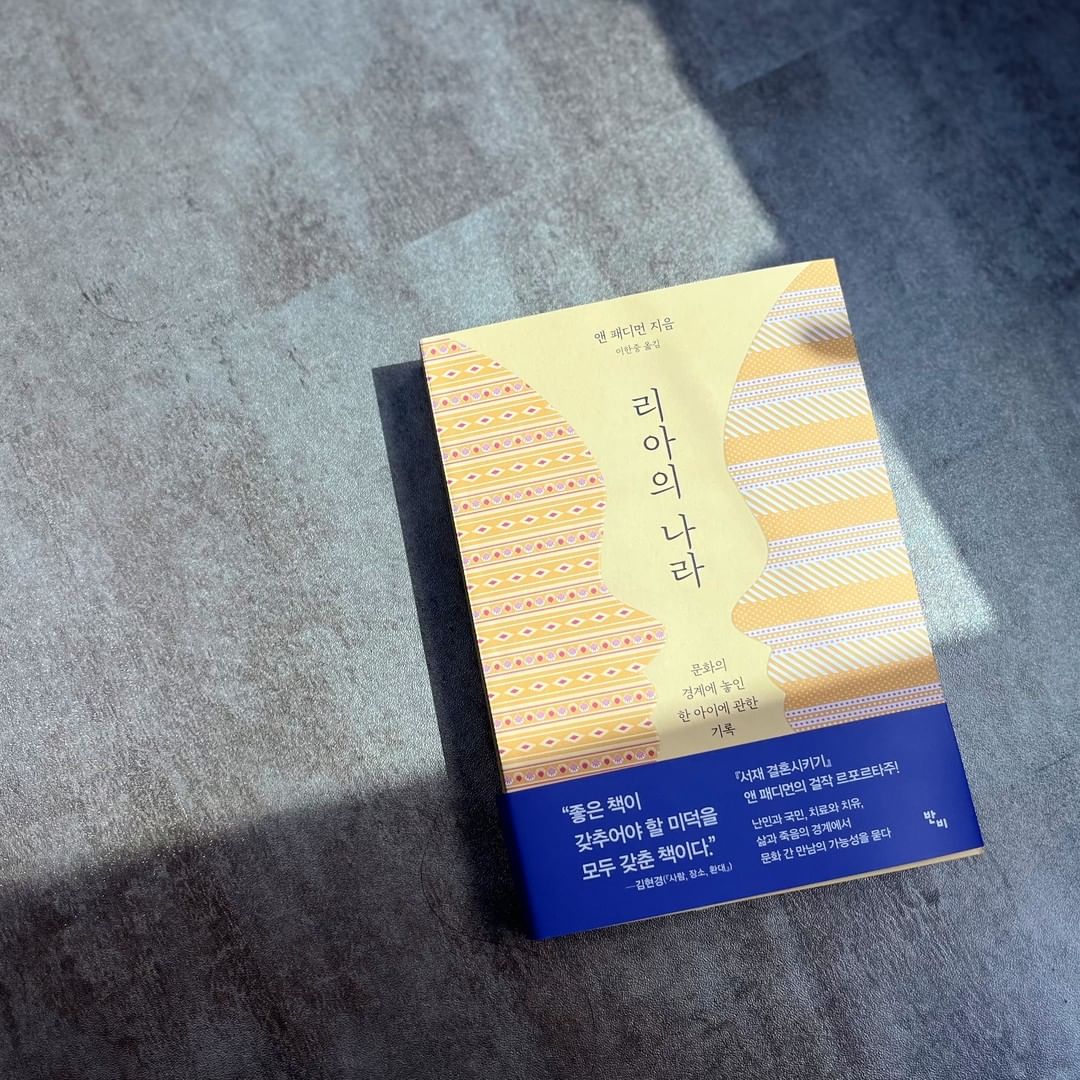 앤 패디먼 지음
이한중 옮김
리아의 나라
문화의
경계에 놓인
한 아이에 관한
기록
“좋은 책이
갖추어야 할 미덕을
모두 갖춘 책이다.”
—김현경(『사람, 장소, 환대』)
『서재 결혼시키기』
앤 패디먼의 걸작 르포르타주!
난민과 국민, 치료와 치유,
삶과 죽음의 경계에서
문화 간 만남의 가능성을 묻다
반비